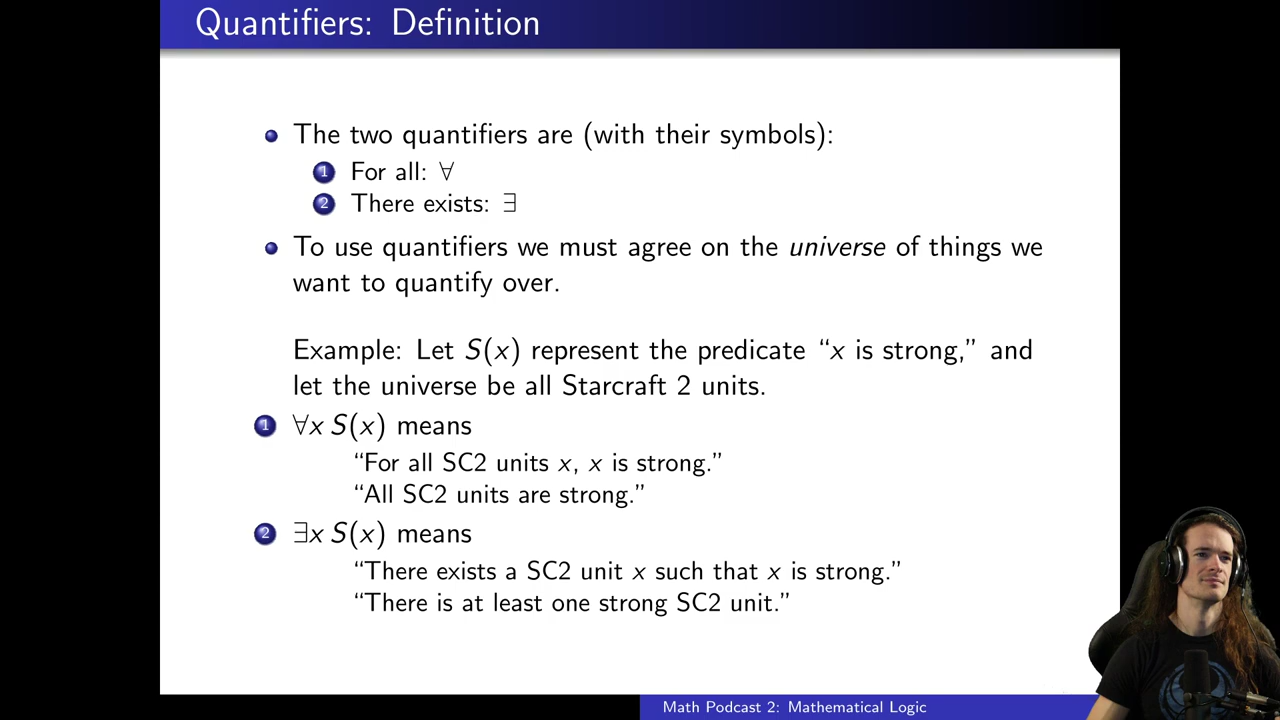 Quantifiers: Definition
The two quantifiers are (with their symbols):
1 For all: ∀
2 There exists: ∃
To use quantifiers we must agree on the universe of things we
want to quantify over.
Example: Let S(x) represent the predicate “x is strong,” and
let the universe be all Starcraft 2 units.
1 ∀x S(x) means
“For all SC2 units x, x is strong.”
“All SC2 units are strong.”
2 ∃x S(x) means
“There exists a SC2 unit x such that x is strong.”
“There is at least one strong SC2 unit.”
Math Podcast 2: Mathematical Logic